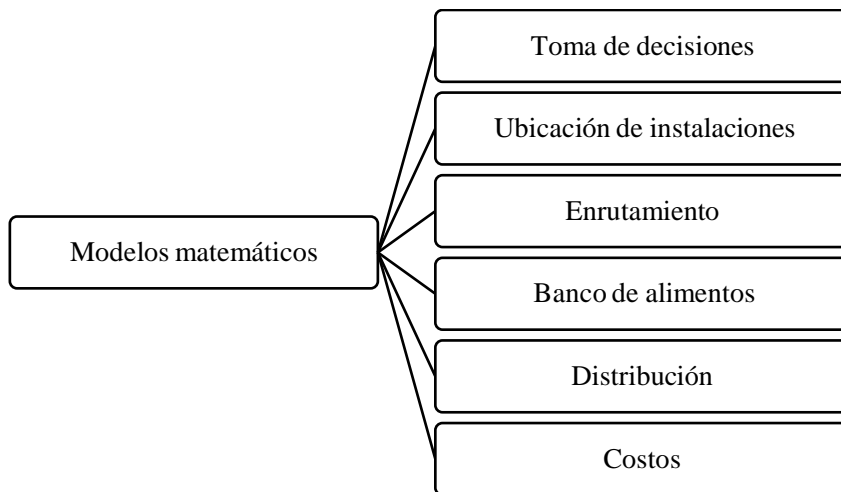 Toma de decisiones
Ubicación de instalaciones
Enrutamiento
Modelos matemáticos
Banco de alimentos
Distribución
Costos